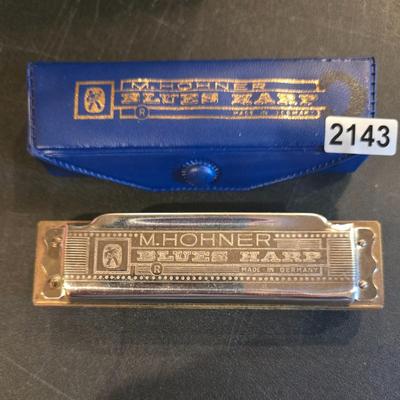 M. HOHNER
BLUES HARP
® MADE IN GERMANY
2143
M. HOHNER
BLUES HARP
® MADE IN GERMANY